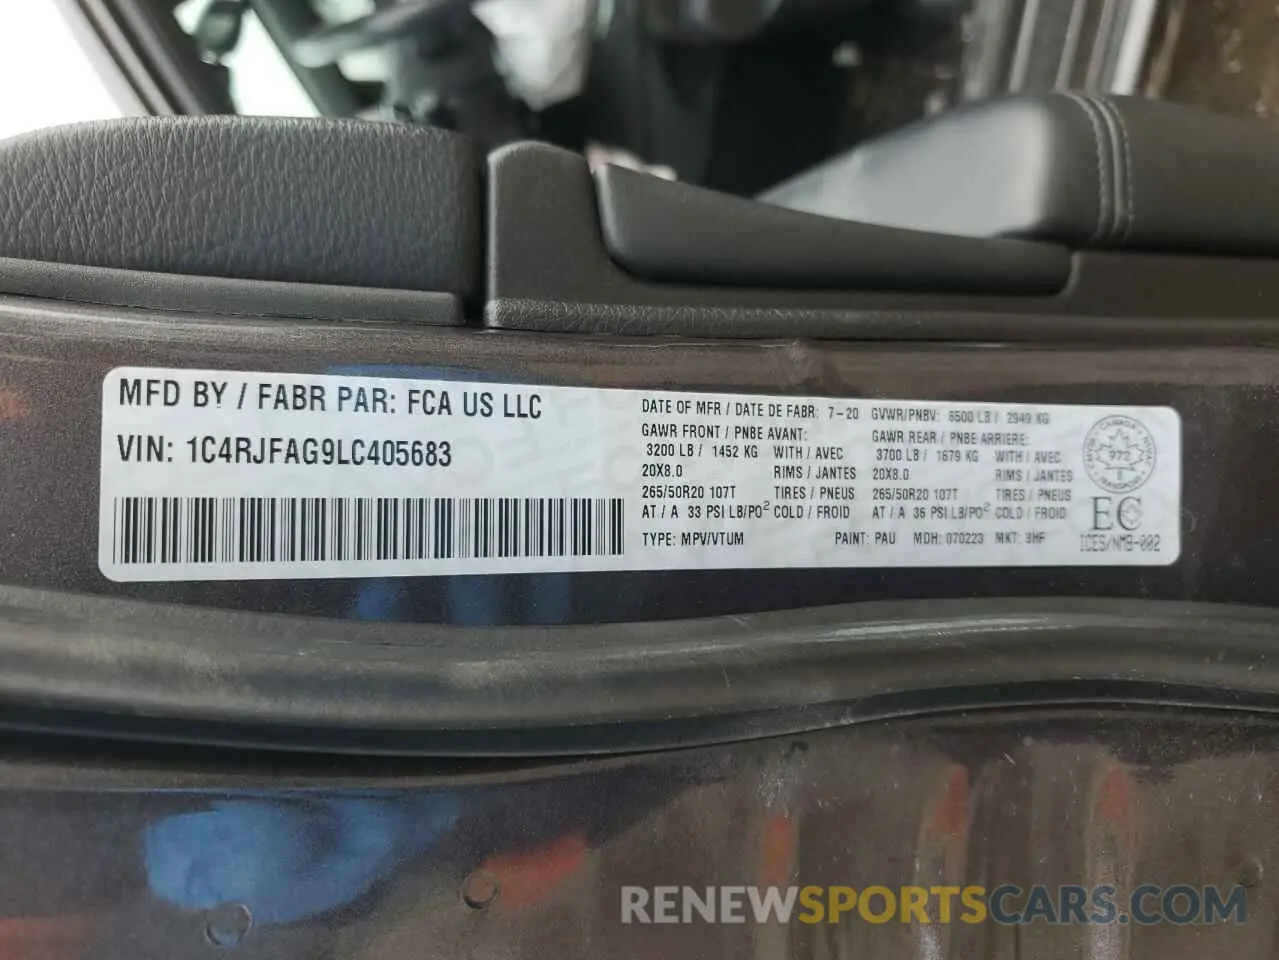 MFD BY / FABR PAR: FCA US LLC
VIN: 1C4RJFAG9LC405683
DATE OF MFR / DATE DE FABR: 7-20 GVWR/PNBV: 6500 LB / 2949 KG
GAWR FRONT / PNBE AVANT: GAWR REAR / PNBE ARRIERE:
3200 LB / 1452 KG WITH / AVEC 3700 LB / 1679 KG WITH / AVEC
20X8.0 RIMS / JANTES 20X8.0 RIMS / JANTES
265/50R20 107T TIRES / PNEUS 265/50R20 107T TIRES / PNEUS
AT / A 33 PSI LB/PO² COLD / FROID AT / A 36 PSI LB/PO² COLD / FROID
TYPE: MPV/VTUM PAINT: PAU MDH: 070223 MKT: BHF
CANADA
972
TRANSPORT
EC
ICES/NMB-002
RENEWSPORTSCARS.COM